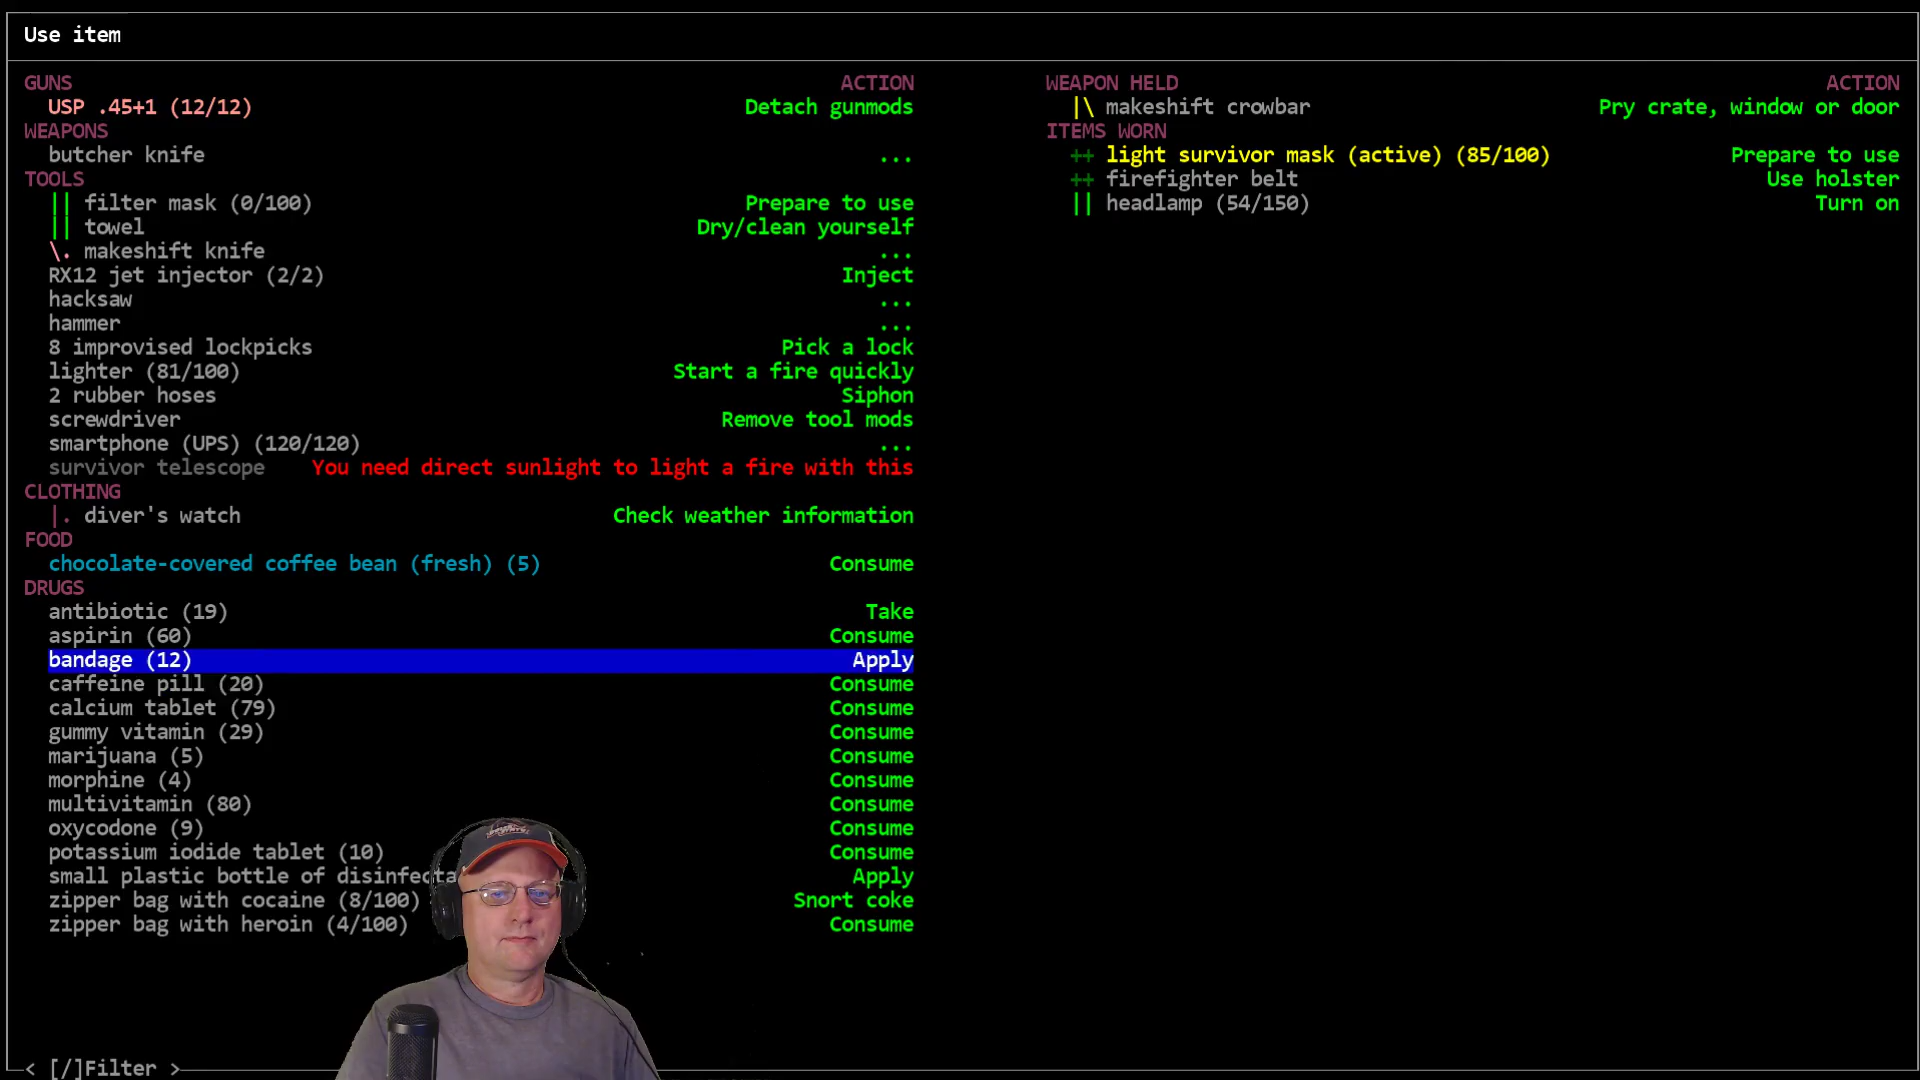 Use item
GUNS ACTION
USP .45+1 (12/12) Detach gunmods
WEAPONS
butcher knife ...
TOOLS
|| filter mask (0/100) Prepare to use
|| towel Dry/clean yourself
\. makeshift knife ...
RX12 jet injector (2/2) Inject
hacksaw ...
hammer ...
8 improvised lockpicks Pick a lock
lighter (81/100) Start a fire quickly
2 rubber hoses Siphon
screwdriver Remove tool mods
smartphone (UPS) (120/120) ...
survivor telescope You need direct sunlight to light a fire with this
CLOTHING
|. diver's watch Check weather information
FOOD
chocolate-covered coffee bean (fresh) (5) Consume
DRUGS
antibiotic (19) Take
aspirin (60) Consume
bandage (12) Apply
caffeine pill (20) Consume
calcium tablet (79) Consume
gummy vitamin (29) Consume
marijuana (5) Consume
morphine (4) Consume
multivitamin (80) Consume
oxycodone (9) Consume
potassium iodide tablet (10) Consume
small plastic bottle of disinfecta Apply
zipper bag with cocaine (8/100) Snort coke
zipper bag with heroin (4/100) Consume
WEAPON HELD ACTION
|\ makeshift crowbar Pry crate, window or door
ITEMS WORN
++ light survivor mask (active) (85/100) Prepare to use
++ firefighter belt Use holster
|| headlamp (54/150) Turn on
< [/]Filter >